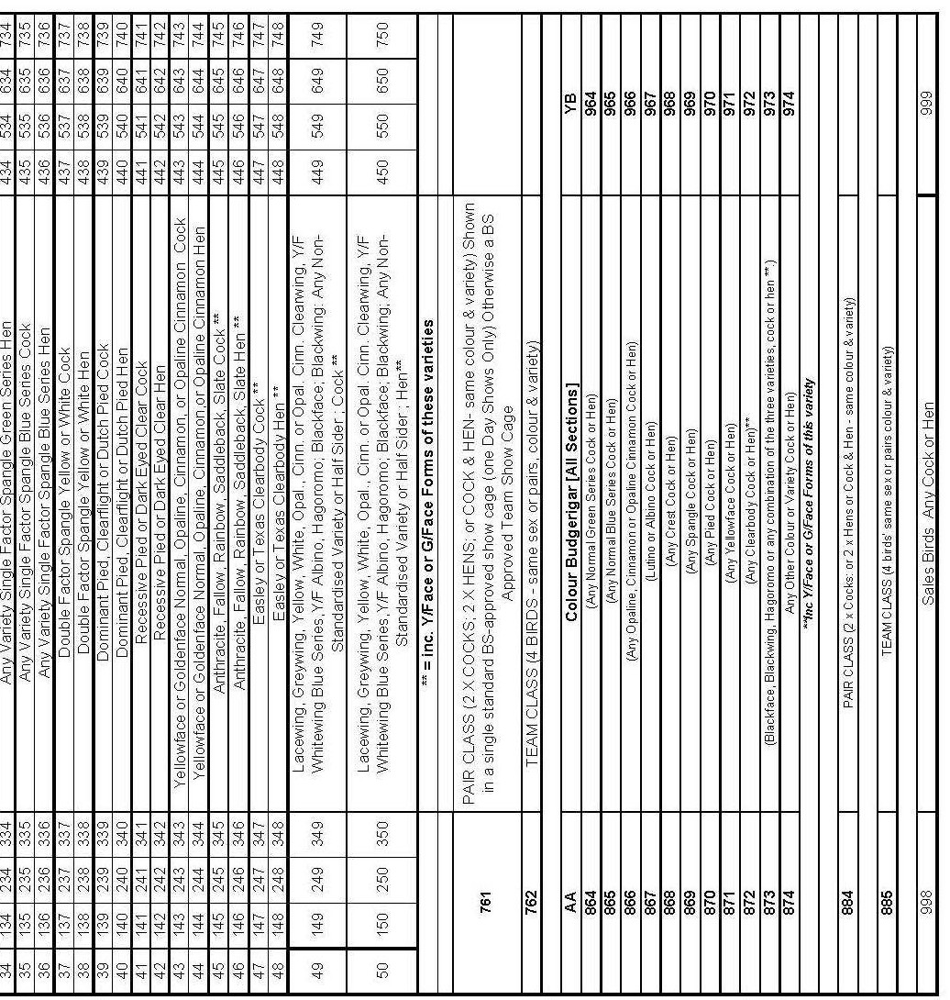 34 134 234 334 Any Variety Single Factor Spangle Green Series Hen 434 534 634 734
35 135 235 335 Any Variety Single Factor Spangle Blue Series Cock 435 535 635 735
36 136 236 336 Any Variety Single Factor Spangle Blue Series Hen 436 536 636 736
37 137 237 337 Double Factor Spangle Yellow or White Cock 437 537 637 737
38 138 238 338 Double Factor Spangle Yellow or White Hen 438 538 638 738
39 139 239 339 Dominant Pied, Clearflight or Dutch Pied Cock 439 539 639 739
40 140 240 340 Dominant Pied, Clearflight or Dutch Pied Hen 440 540 640 740
41 141 241 341 Recessive Pied or Dark Eyed Clear Cock 441 541 641 741
42 142 242 342 Recessive Pied or Dark Eyed Clear Hen 442 542 642 742
43 143 243 343 Yellowface or Goldenface Normal, Opaline, Cinnamon, or Opaline Cinnamon Cock 443 543 643 743
44 144 244 344 Yellowface or Goldenface Normal, Opaline, Cinnamon, or Opaline Cinnamon Hen 444 544 644 744
45 145 245 345 Anthracite, Fallow, Rainbow, Saddleback, Slate Cock ** 445 545 645 745
46 146 246 346 Anthracite, Fallow, Rainbow, Saddleback, Slate Hen ** 446 546 646 746
47 147 247 347 Easley or Texas Clearbody Cock ** 447 547 647 747
48 148 248 348 Easley or Texas Clearbody Hen ** 448 548 648 748
49 149 249 349 Lacewing, Greywing, Yellow, White, Opal., Cinn. or Opal. Cinn. Clearwing, Y/F
Whitewing Blue Series, Y/F Albino, Hagoromo, Blackface; Blackwing: Any Non-
Standardised Variety or Half Sider ; Cock ** 449 549 649 749
50 150 250 350 Lacewing, Greywing, Yellow, White, Opal., Cinn. or Opal. Cinn. Clearwing, Y/F
Whitewing Blue Series, Y/F Albino, Hagoromo, Blackface; Blackwing; Any Non-
Standardised Variety or Half Sider ; Hen** 450 550 650 750
** = inc. Y/Face or G/Face Forms of these varieties
761 PAIR CLASS (2 X COCKS; 2 X HENS, or COCK & HEN- same colour & variety) Shown
in a single standard BS-approved show cage (one Day Shows Only) Otherwise a BS
Approved Team Show Cage
762 TEAM CLASS (4 BIRDS - same sex or pairs, colour & variety)
AA Colour Budgerigar [All Sections] YB
864 (Any Normal Green Series Cock or Hen) 964
865 (Any Normal Blue Series Cock or Hen) 965
866 (Any Opaline, Cinnamon or Opaline Cinnamon Cock or Hen) 966
867 (Lutino or Albino Cock or Hen) 967
868 (Any Crest Cock or Hen) 968
869 (Any Spangle Cock or Hen) 969
870 (Any Pied Cock or Hen) 970
871 (Any Yellowface Cock or Hen) 971
872 (Any Clearbody Cock or Hen)** 972
873 (Blackface, Blackwing, Hagoromo or any combination of the three varieties, cock or hen **.) 973
874 Any Other Colour or Variety Cock or Hen) 974
**Inc Y/Face or G/Face Forms of this variety
884 PAIR CLASS (2 x Cocks: or 2 x Hens or Cock & Hen - same colour & variety)
885 TEAM CLASS (4 birds' same sex or pairs colour & variety)
998 Sales Birds Any Cock or Hen 999